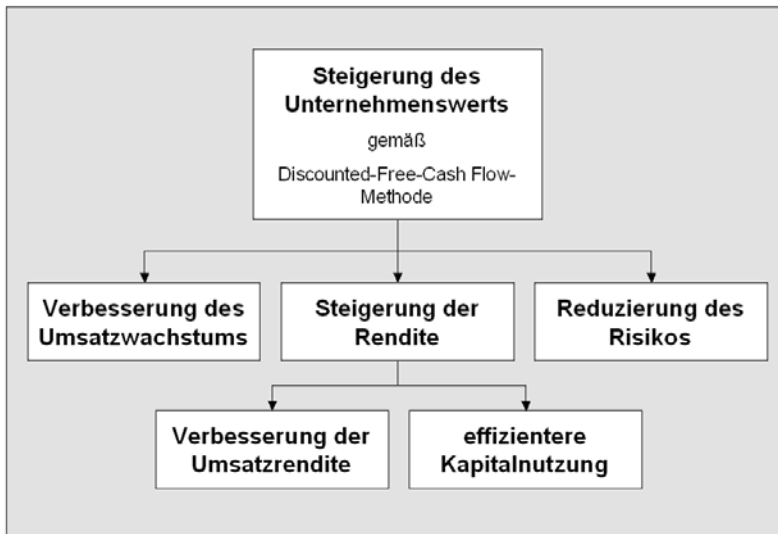 Steigerung des
Unternehmenswerts
gemäß
Discounted-Free-Cash Flow-
Methode
Verbesserung des
Umsatzwachstums
Steigerung der
Rendite
Reduzierung des
Risikos
Verbesserung der
Umsatzrendite
effizientere
Kapitalnutzung